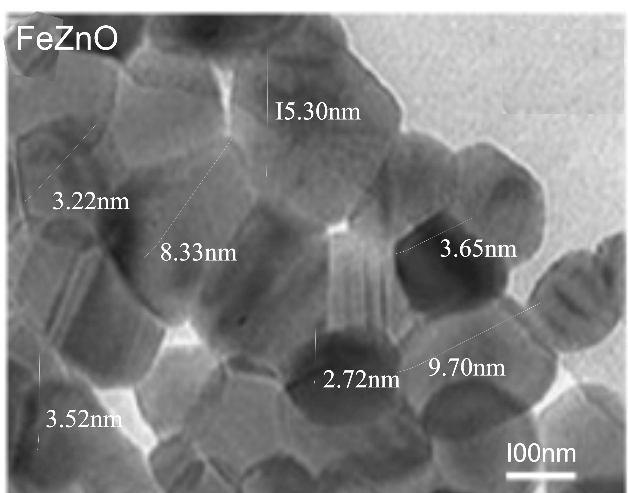 FeZnO
I5.30nm
3.22nm
8.33nm
3.65nm
9.70nm
2.72nm
3.52nm
I00nm